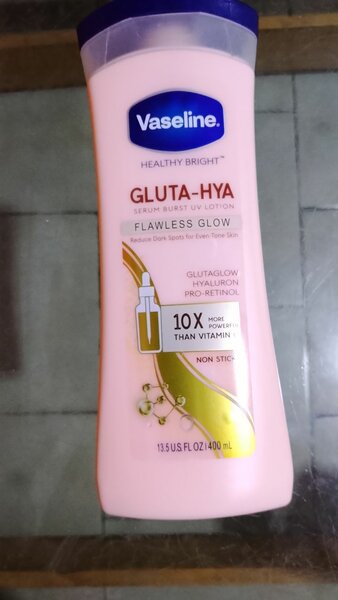 Vaseline.
HEALTHY BRIGHT™
GLUTA-HYA
SERUM BURST UV LOTION
FLAWLESS GLOW
Reduce Dark Spots for Even Tone Skin
GLUTAGLOW
HYALURON
PRO-RETINOL
10X MORE
POWERFUL
THAN VITAMIN
NON STICK
13.5 U.S. FL OZ | 400 mL